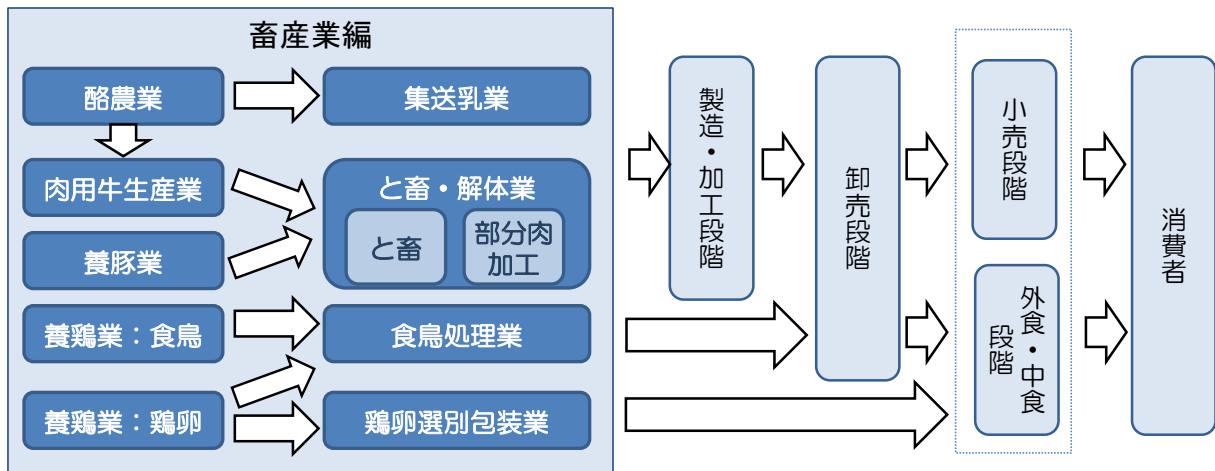 畜産業編
酪農業
集送乳業
肉用牛生産業
と畜・解体業
と畜
部分肉
加工
養豚業
養鶏業：食鳥
食鳥処理業
養鶏業：鶏卵
鶏卵選別包装業
製造・加工段階
卸売段階
小売段階
外食・中食
段階
消費者